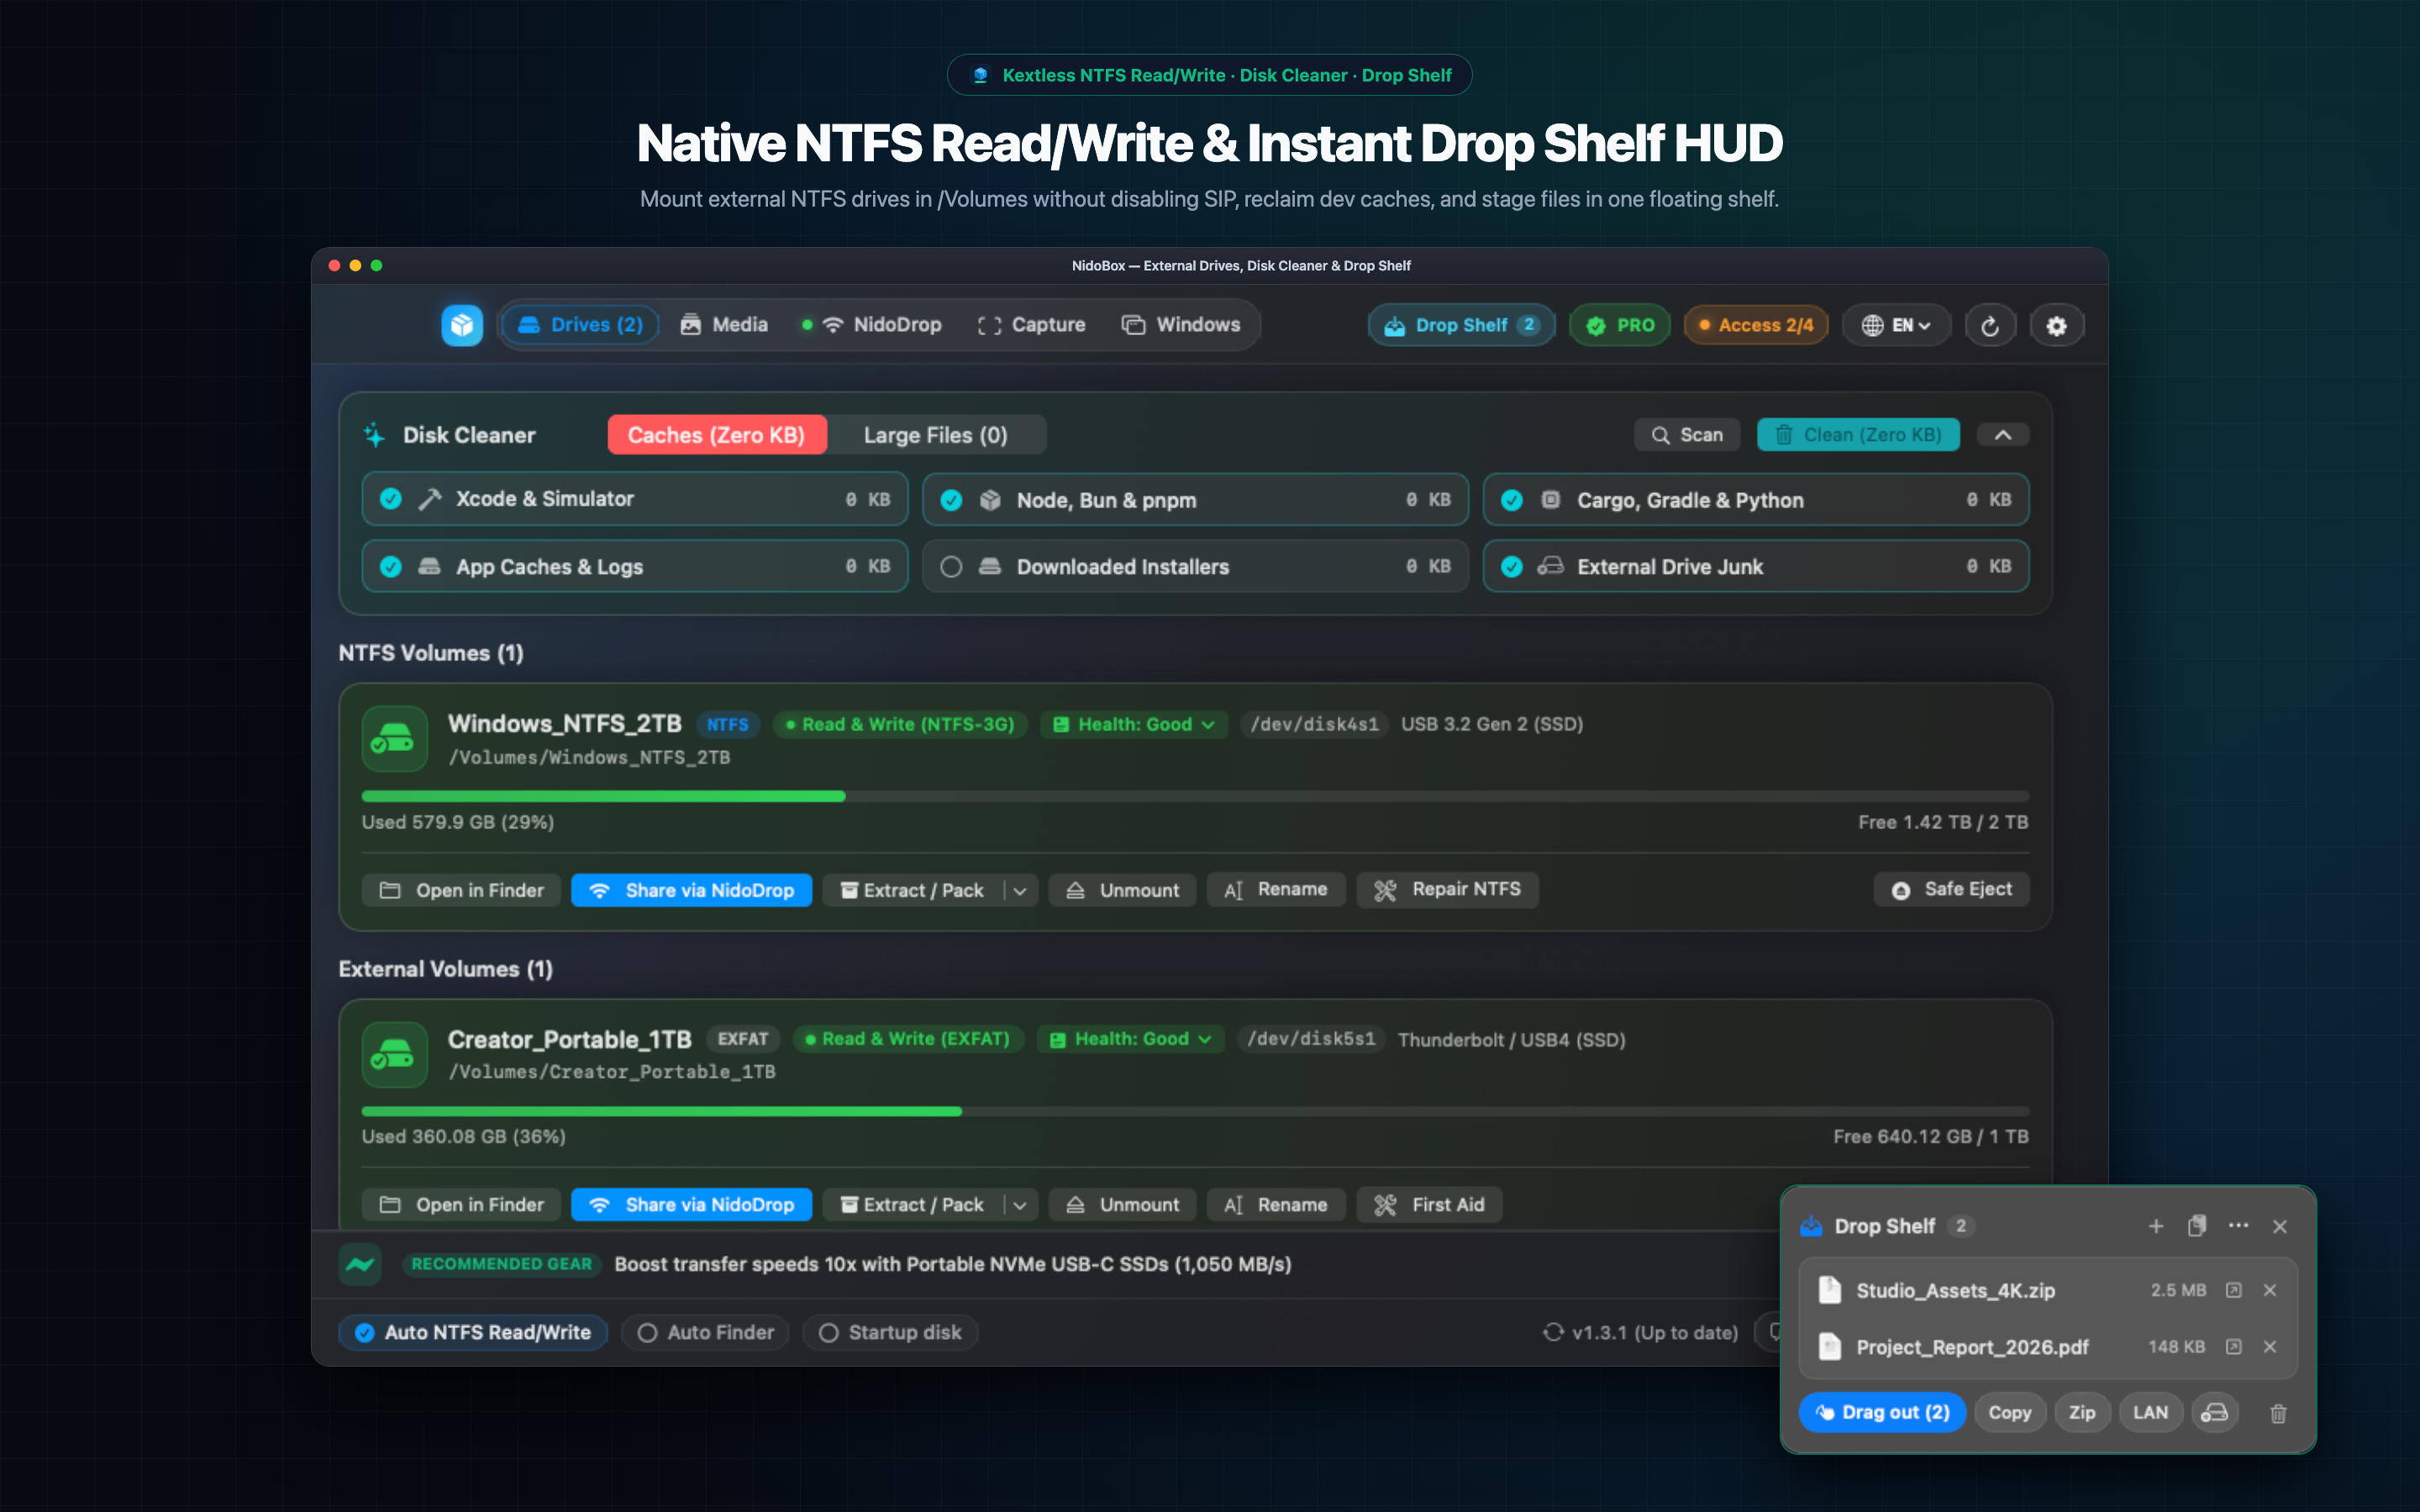 Kextless NTFS Read/Write · Disk Cleaner · Drop Shelf
Native NTFS Read/Write & Instant Drop Shelf HUD
Mount external NTFS drives in /Volumes without disabling SIP, reclaim dev caches, and stage files in one floating shelf.
NidoBox — External Drives, Disk Cleaner & Drop Shelf
Drives (2) Media NidoDrop Capture Windows Drop Shelf 2 PRO Access 2/4 EN
Disk Cleaner Caches (Zero KB) Large Files (0) Scan Clean (Zero KB)
Xcode & Simulator 0 KB Node, Bun & pnpm 0 KB Cargo, Gradle & Python 0 KB
App Caches & Logs 0 KB Downloaded Installers 0 KB External Drive Junk 0 KB
NTFS Volumes (1)
Windows_NTFS_2TB NTFS Read & Write (NTFS-3G) Health: Good /dev/disk4s1 USB 3.2 Gen 2 (SSD)
/Volumes/Windows_NTFS_2TB
Used 579.9 GB (29%) Free 1.42 TB / 2 TB
Open in Finder Share via NidoDrop Extract / Pack Unmount Rename Repair NTFS Safe Eject
External Volumes (1)
Creator_Portable_1TB EXFAT Read & Write (EXFAT) Health: Good /dev/disk5s1 Thunderbolt / USB4 (SSD)
/Volumes/Creator_Portable_1TB
Used 360.08 GB (36%) Free 640.12 GB / 1 TB
Open in Finder Share via NidoDrop Extract / Pack Unmount Rename First Aid
RECOMMENDED GEAR Boost transfer speeds 10x with Portable NVMe USB-C SSDs (1,050 MB/s)
Auto NTFS Read/Write Auto Finder Startup disk v1.3.1 (Up to date)
Drop Shelf 2
Studio_Assets_4K.zip 2.5 MB
Project_Report_2026.pdf 148 KB
Drag out (2) Copy Zip LAN